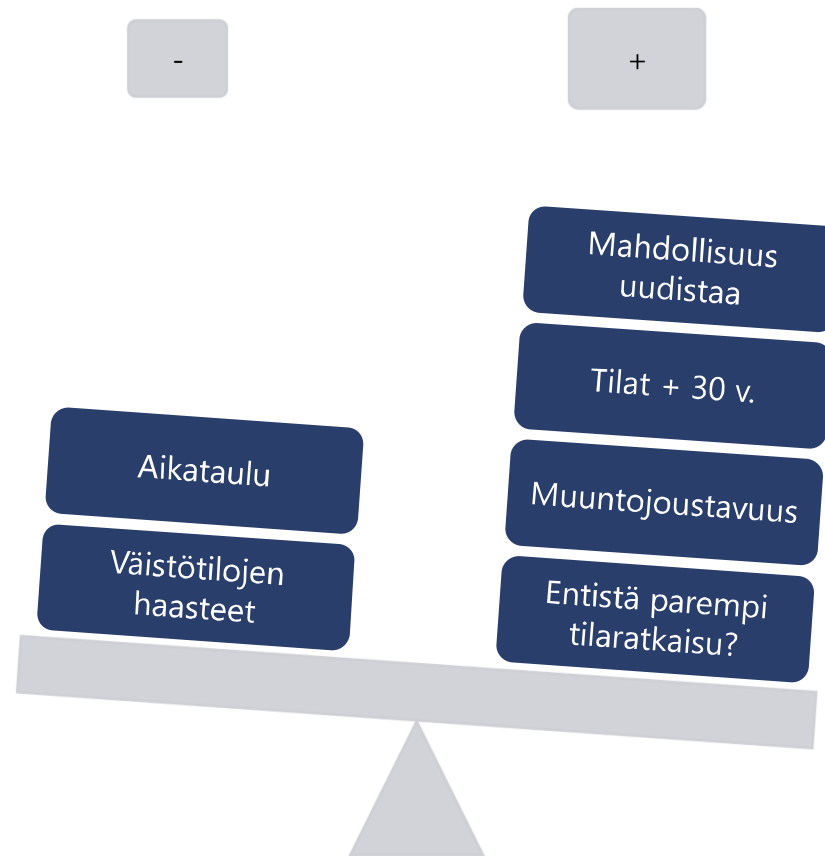 -
+
Mahdollisuus
uudistaa
Tilat + 30 v.
Muuntojoustavuus
Entistä parempi
tilaratkaisu?
Aikataulu
Väistötilojen
haasteet